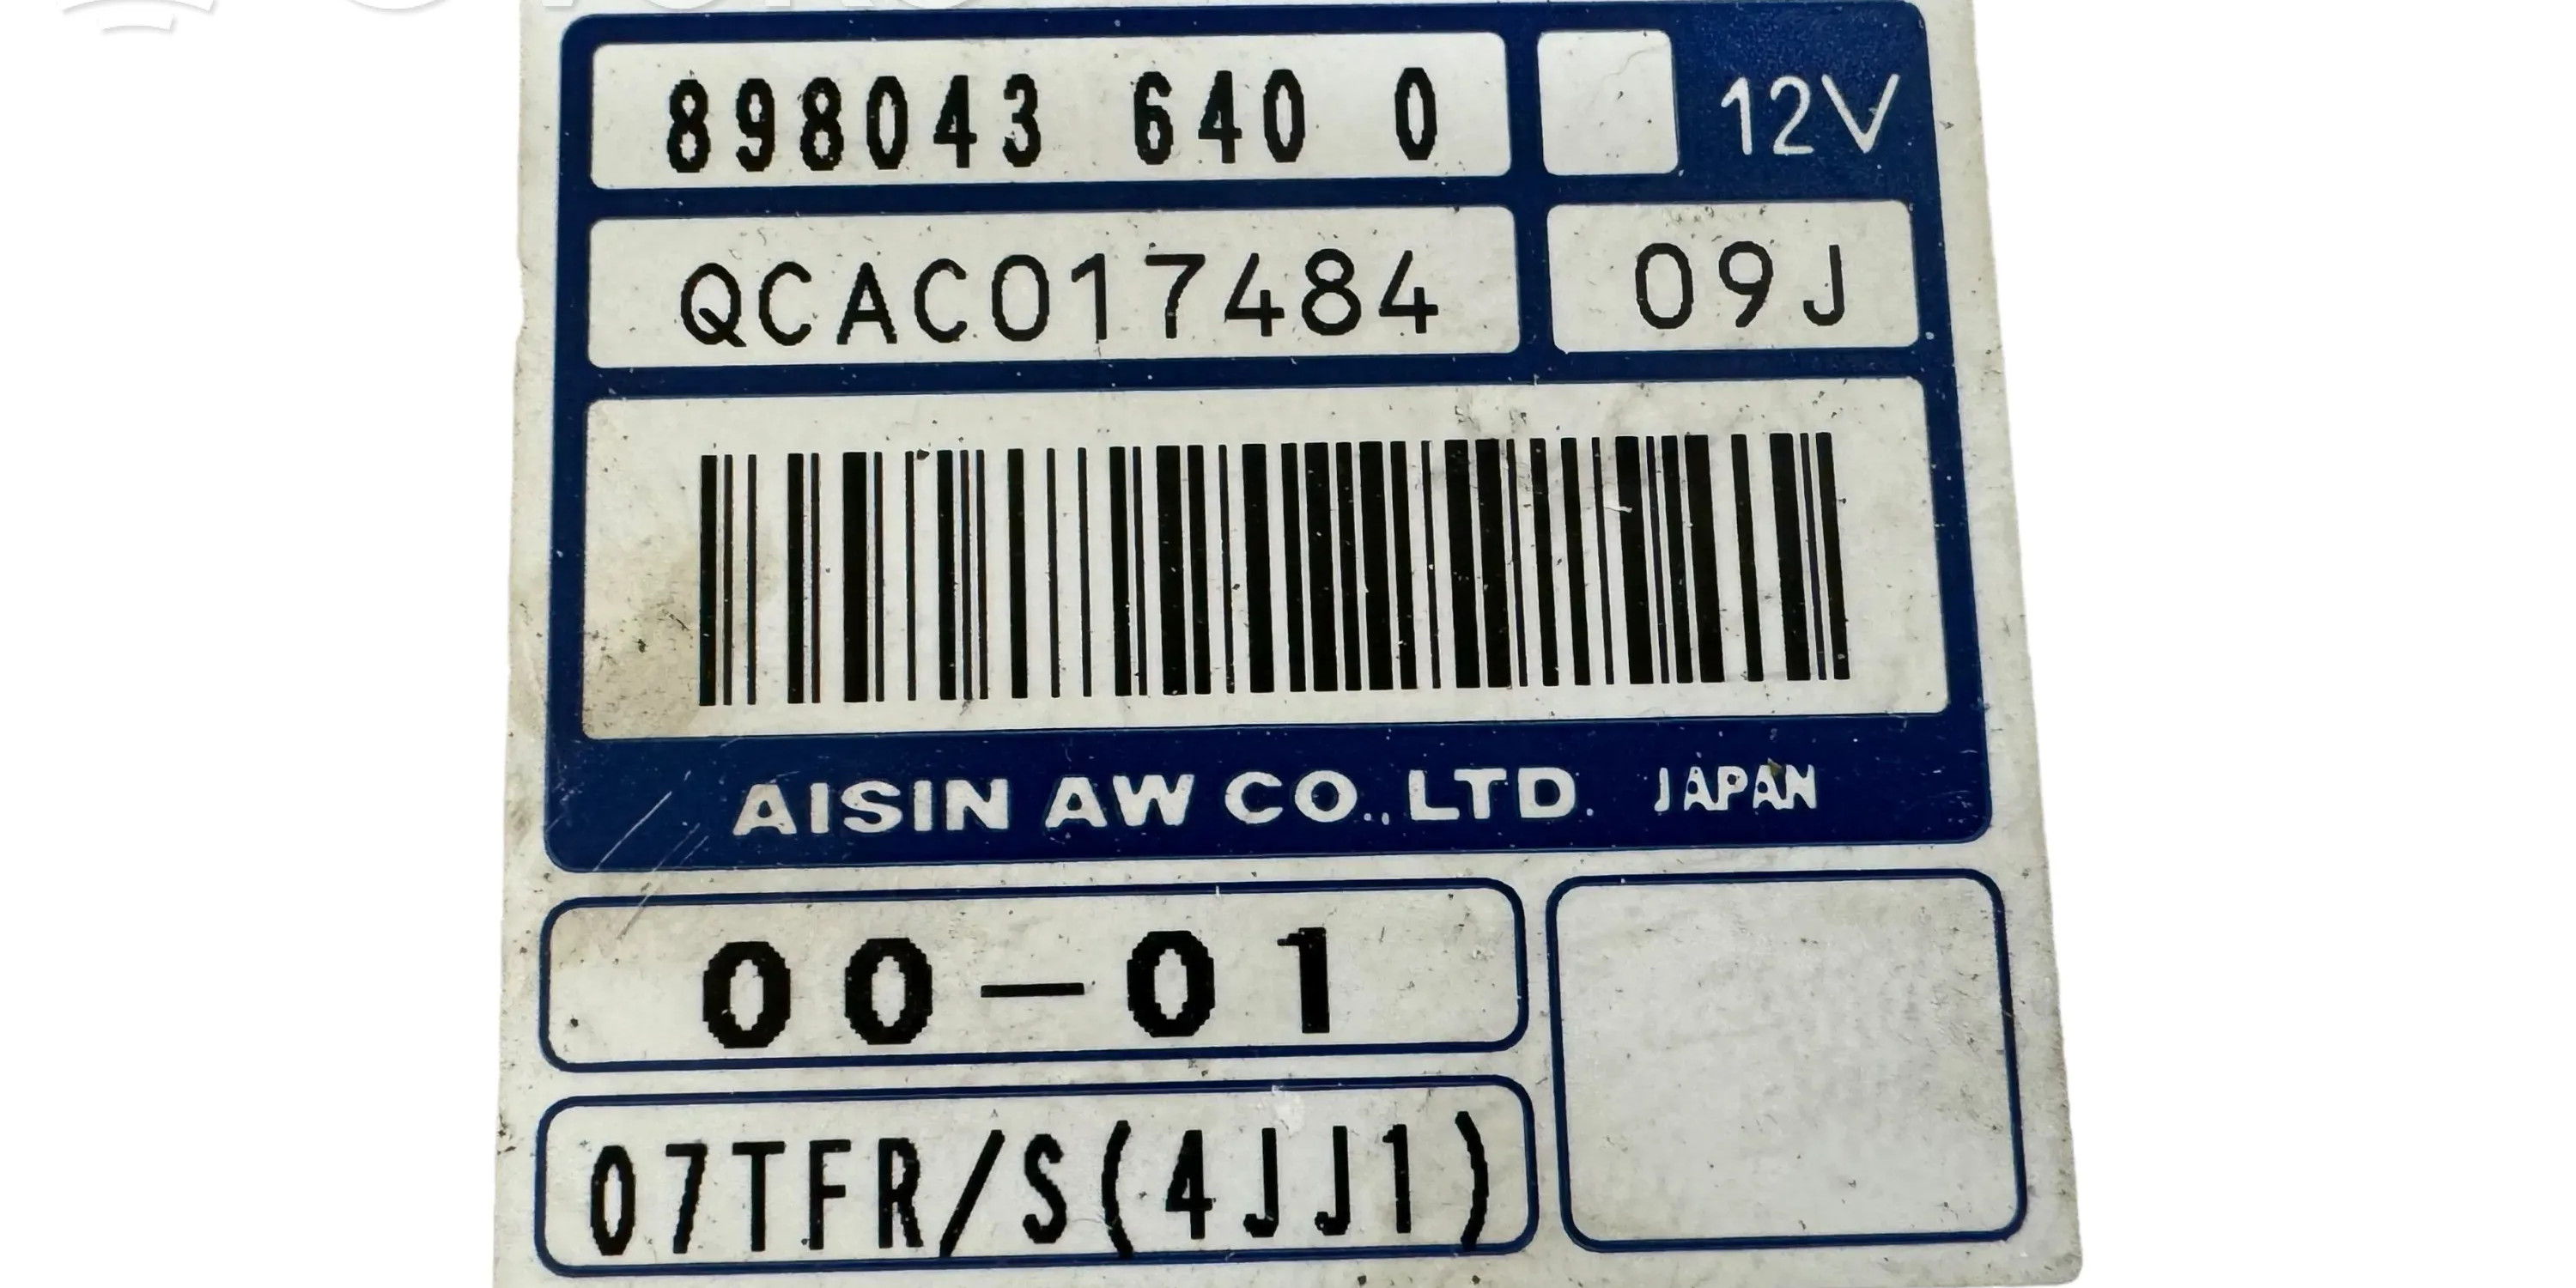 898043 640 0 12V
QCAC017484 09J
AISIN AW CO.,LTD. JAPAN
00-01
07TFR/S(4JJ1)